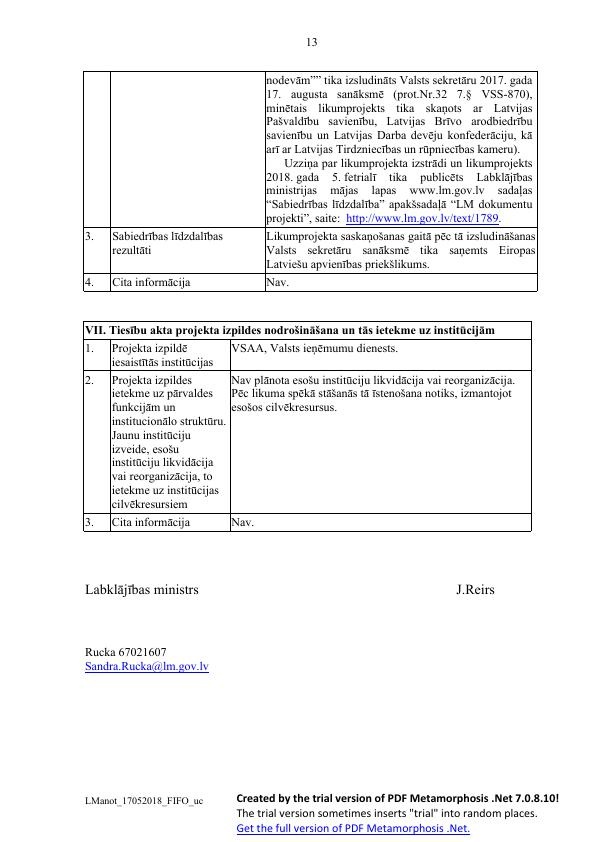 13
nodevām”” tika izsludināts Valsts sekretāru 2017. gada
17. augusta sanāksmē (prot.Nr.32 7.§ VSS-870),
minētais likumprojekts tika skaņots ar Latvijas
Pašvaldību savienību, Latvijas Brīvo arodbiedrību
savienību un Latvijas Darba devēju konfederāciju, kā
arī ar Latvijas Tirdzniecības un rūpniecības kameru).
Uzziņa par likumprojekta izstrādi un likumprojekts
2018. gada 5. fetrialī tika publicēts Labklājības
ministrijas mājas lapas www.lm.gov.lv sadaļas
“Sabiedrības līdzdalība” apakšsadaļā “LM dokumentu
projekti”, saite: http://www.lm.gov.lv/text/1789.
3. Sabiedrības līdzdalības rezultāti
Likumprojekta saskaņošanas gaitā pēc tā izsludināšanas
Valsts sekretāru sanāksmē tika saņemts Eiropas
Latviešu apvienības priekšlikums.
4. Cita informācija Nav.
VII. Tiesību akta projekta izpildes nodrošināšana un tās ietekme uz institūcijām
1. Projekta izpildē
iesaistītās institūcijas
VSAA, Valsts ieņēmumu dienests.
2. Projekta izpildes
ietekme uz pārvaldes
funkcijām un
institucionālo struktūru.
Jaunu institūciju
izveide, esošu
institūciju likvidācija
vai reorganizācija, to
ietekme uz institūcijas
cilvēkresursiem
Nav plānota esošu institūciju likvidācija vai reorganizācija.
Pēc likuma spēkā stāšanās tā īstenošana notiks, izmantojot
esošos cilvēkresursus.
3. Cita informācija Nav.
Labklājības ministrs J.Reirs
Rucka 67021607
Sandra.Rucka@lm.gov.lv
LManot_17052018_FIFO_uc
Created by the trial version of PDF Metamorphosis .Net 7.0.8.10!
The trial version sometimes inserts "trial" into random places.
Get the full version of PDF Metamorphosis .Net.